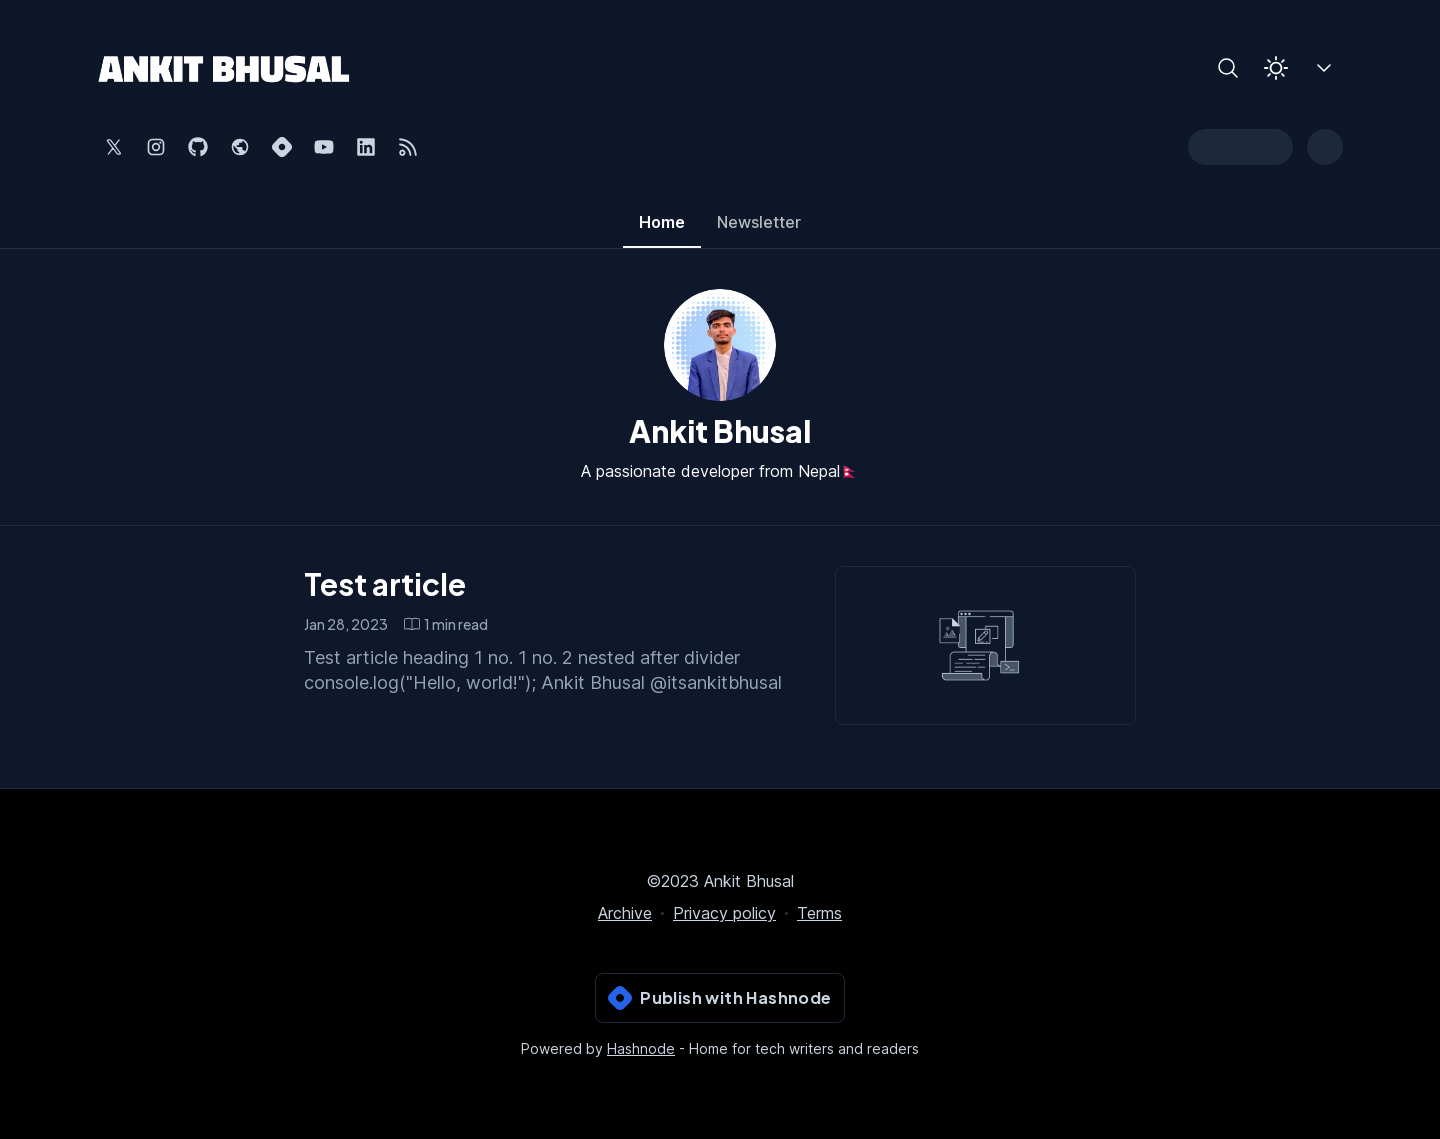 ANKIT BHUSAL
Home
Newsletter
Ankit Bhusal
A passionate developer from Nepal🇳🇵
Test article
Jan 28, 2023
1 min read
Test article heading 1 no. 1 no. 2 nested after divider
console.log("Hello, world!"); Ankit Bhusal @itsankitbhusal
©2023 Ankit Bhusal
Archive · Privacy policy · Terms
Publish with Hashnode
Powered by Hashnode - Home for tech writers and readers